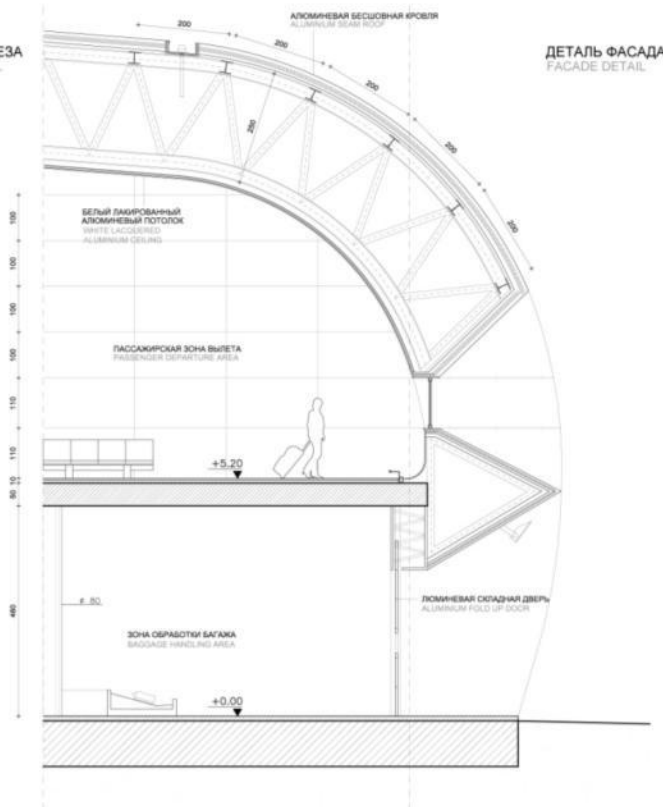 200
АЛЮМИНЕВАЯ БЕСШОВНАЯ КРОВЛЯ
ALUMINIUM SEAM ROOF
ЕЗА
ДЕТАЛЬ ФАСАДА
FACADE DETAIL
200
200
250
200
200
БЕЛЫЙ ЛАКИРОВАННЫЙ
АЛЮМИНЕВЫЙ ПОТОЛОК
WHITE LACQUERED
ALUMINIUM CEILING
100
100
100
100
110
110
10
50
480
ПАССАЖИРСКАЯ ЗОНА ВЫЛЕТА
PASSENGER DEPARTURE AREA
+5.20
ЛЮМИНЕВАЯ СКЛАДНАЯ ДВЕРЬ
ALUMINIUM FOLD UP DOOR
ЗОНА ОБРАБОТКИ БАГАЖА
BAGGAGE HANDLING AREA
+0.00